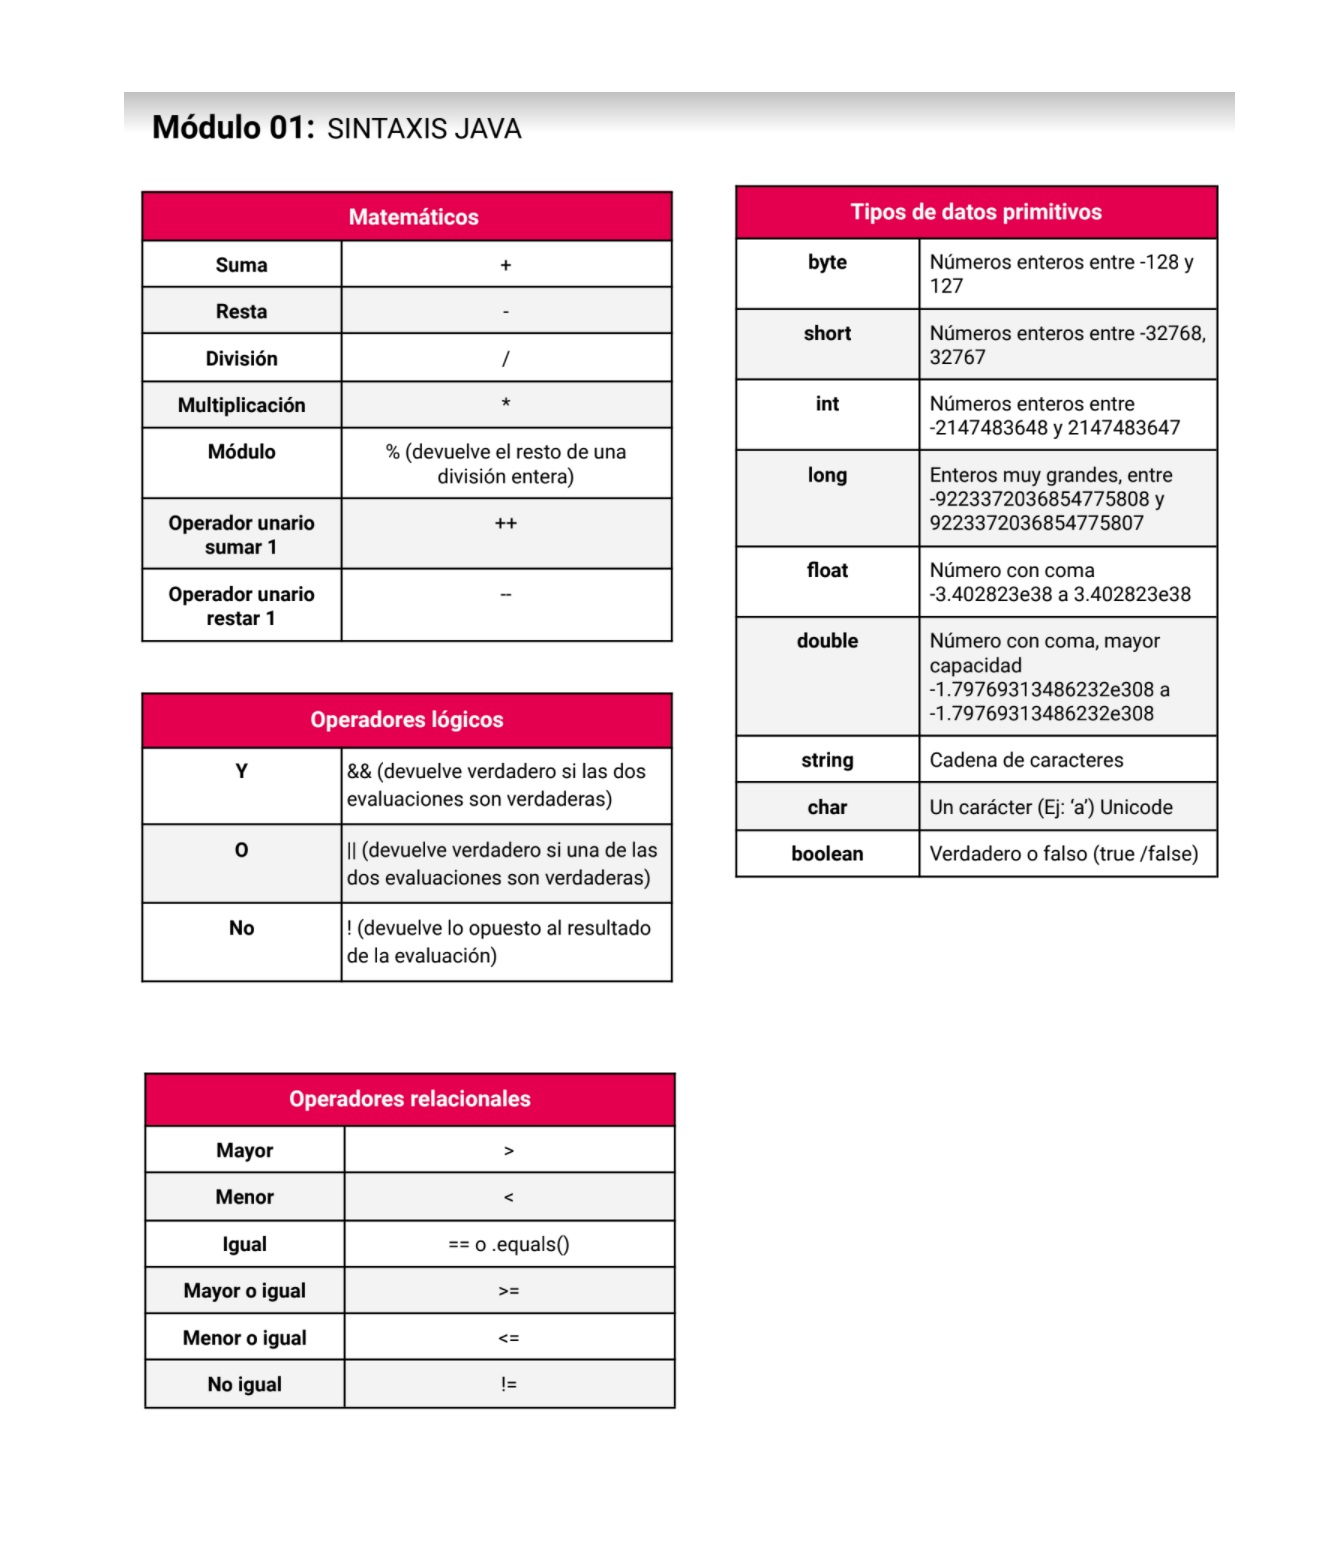 Módulo 01: SINTAXIS JAVA
Matemáticos
Suma +
Resta -
División /
Multiplicación *
Módulo % (devuelve el resto de una
división entera)
Operador unario ++
sumar 1
Operador unario --
restar 1
Operadores lógicos
Y && (devuelve verdadero si las dos
evaluaciones son verdaderas)
O || (devuelve verdadero si una de las
dos evaluaciones son verdaderas)
No ! (devuelve lo opuesto al resultado
de la evaluación)
Operadores relacionales
Mayor >
Menor <
Igual == o .equals()
Mayor o igual >=
Menor o igual <=
No igual !=
Tipos de datos primitivos
byte Números enteros entre -128 y
127
short Números enteros entre -32768,
32767
int Números enteros entre
-2147483648 y 2147483647
long Enteros muy grandes, entre
-9223372036854775808 y
9223372036854775807
float Número con coma
-3.402823e38 a 3.402823e38
double Número con coma, mayor
capacidad
-1.79769313486232e308 a
-1.79769313486232e308
string Cadena de caracteres
char Un carácter (Ej: ‘a’) Unicode
boolean Verdadero o falso (true /false)